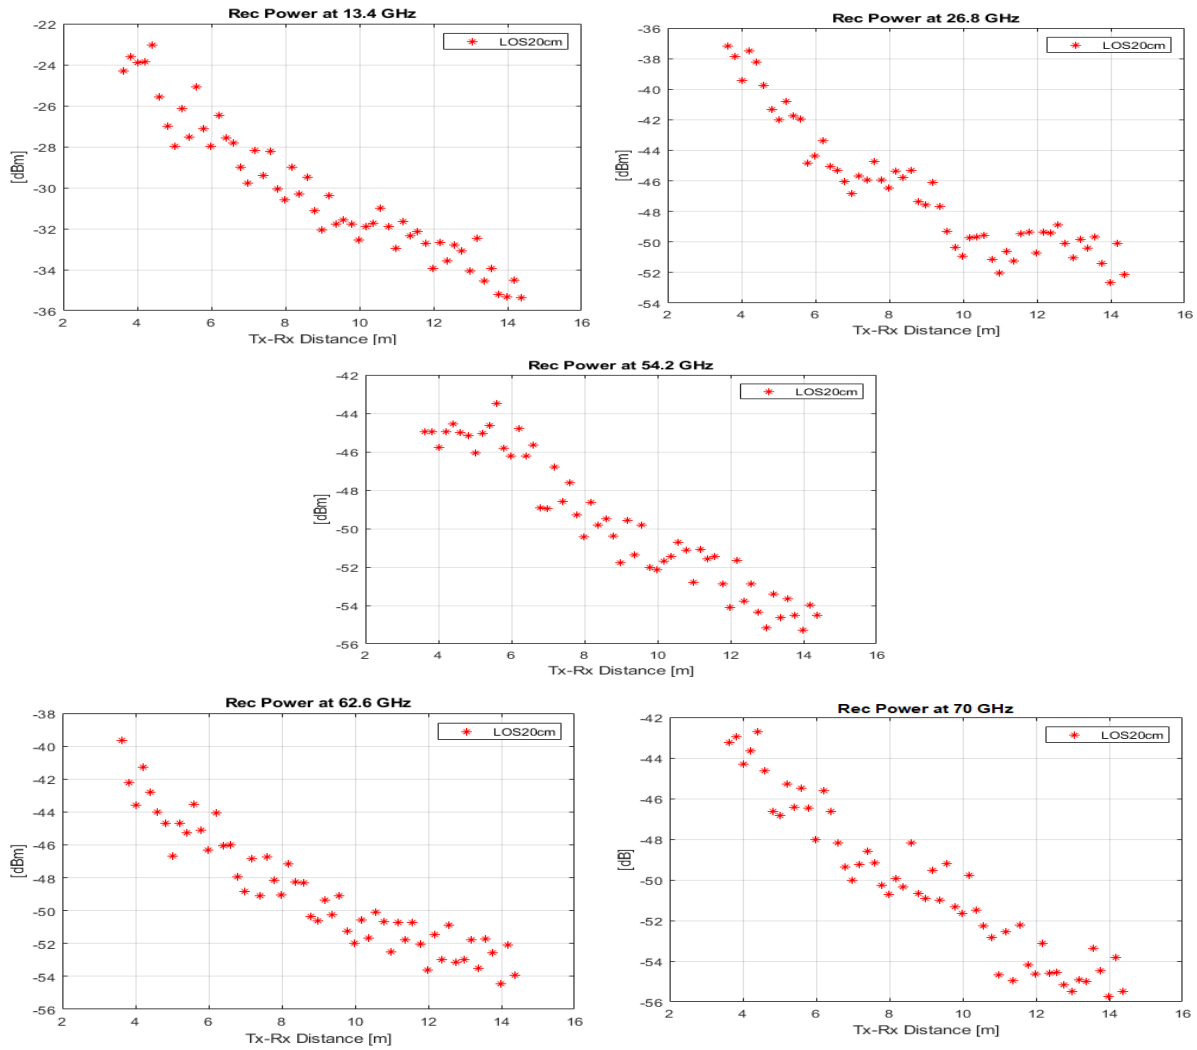 Rec Power at 13.4 GHz
LOS20cm
[dBm]
-22
-24
-26
-28
-30
-32
-34
-36
2 4 6 8 10 12 14 16
Tx-Rx Distance [m]
Rec Power at 26.8 GHz
LOS20cm
[dBm]
-36
-38
-40
-42
-44
-46
-48
-50
-52
-54
2 4 6 8 10 12 14 16
Tx-Rx Distance [m]
Rec Power at 54.2 GHz
LOS20cm
[dBm]
-42
-44
-46
-48
-50
-52
-54
-56
2 4 6 8 10 12 14 16
Tx-Rx Distance [m]
Rec Power at 62.6 GHz
LOS20cm
[dBm]
-38
-40
-42
-44
-46
-48
-50
-52
-54
-56
2 4 6 8 10 12 14 16
Tx-Rx Distance [m]
Rec Power at 70 GHz
LOS20cm
[dB]
-42
-44
-46
-48
-50
-52
-54
-56
2 4 6 8 10 12 14 16
Tx-Rx Distance [m]